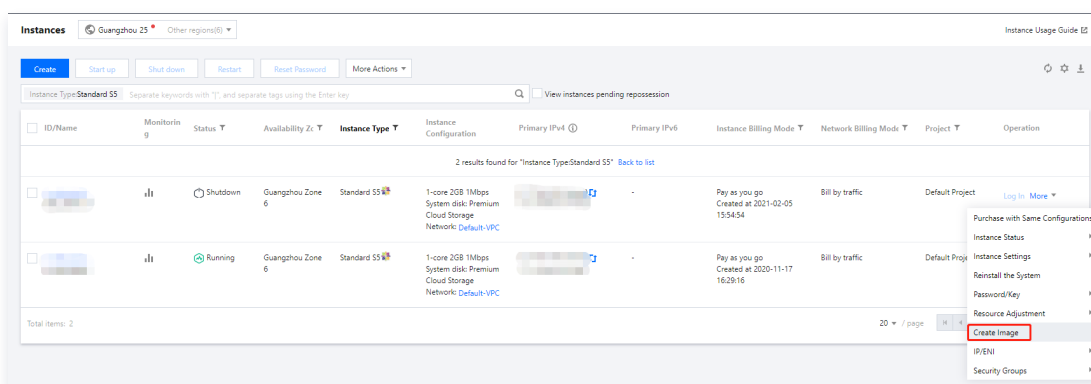 Instances Guangzhou 25 Other regions(6) Instance Usage Guide
Create Start up Shut down Restart Reset Password More Actions
Instance Type:Standard S5 Separate keywords with "|", and separate tags using the Enter key View instances pending repossession
ID/Name Monitorin Status Availability Zc Instance Type Instance Primary IPv4 Primary IPv6 Instance Billing Mode Network Billing Mode Project Operation
g Configuration
2 results found for "Instance Type:Standard S5" Back to list
Shutdown Guangzhou Zone Standard S5 1-core 2GB 1Mbps - Pay as you go Bill by traffic Default Project Log In More
6 System disk: Premium Created at 2021-02-05
Cloud Storage 15:54:54
Network: Default-VPC
Purchase with Same Configurations
Instance Status
Running Guangzhou Zone Standard S5 1-core 2GB 1Mbps - Pay as you go Bill by traffic Default Proje Instance Settings
6 System disk: Premium Created at 2020-11-17
Cloud Storage 16:29:16
Reinstall the System
Network: Default-VPC
Password/Key
Resource Adjustment
Total items: 2 20 / page
Create Image
IP/ENI
Security Groups